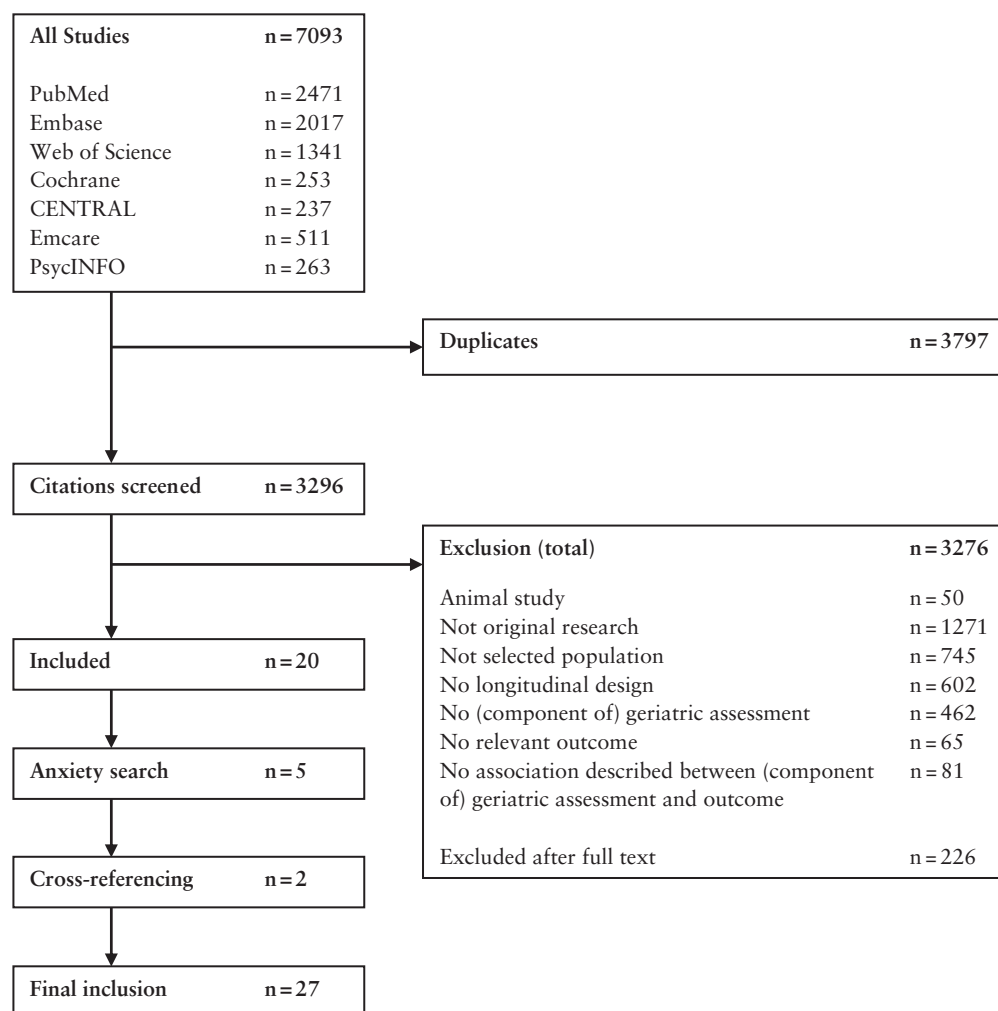 All Studies n=7093
PubMed n=2471
Embase n=2017
Web of Science n=1341
Cochrane n=253
CENTRAL n=237
Emcare n=511
PsycINFO n=263
Duplicates n=3797
Citations screened n=3296
Exclusion (total) n=3276
Animal study n=50
Not original research n=1271
Not selected population n=745
No longitudinal design n=602
No (component of) geriatric assessment n=462
No relevant outcome n=65
No association described between (component n=81
of) geriatric assessment and outcome
Excluded after full text n=226
Included n=20
Anxiety search n=5
Cross-referencing n=2
Final inclusion n=27